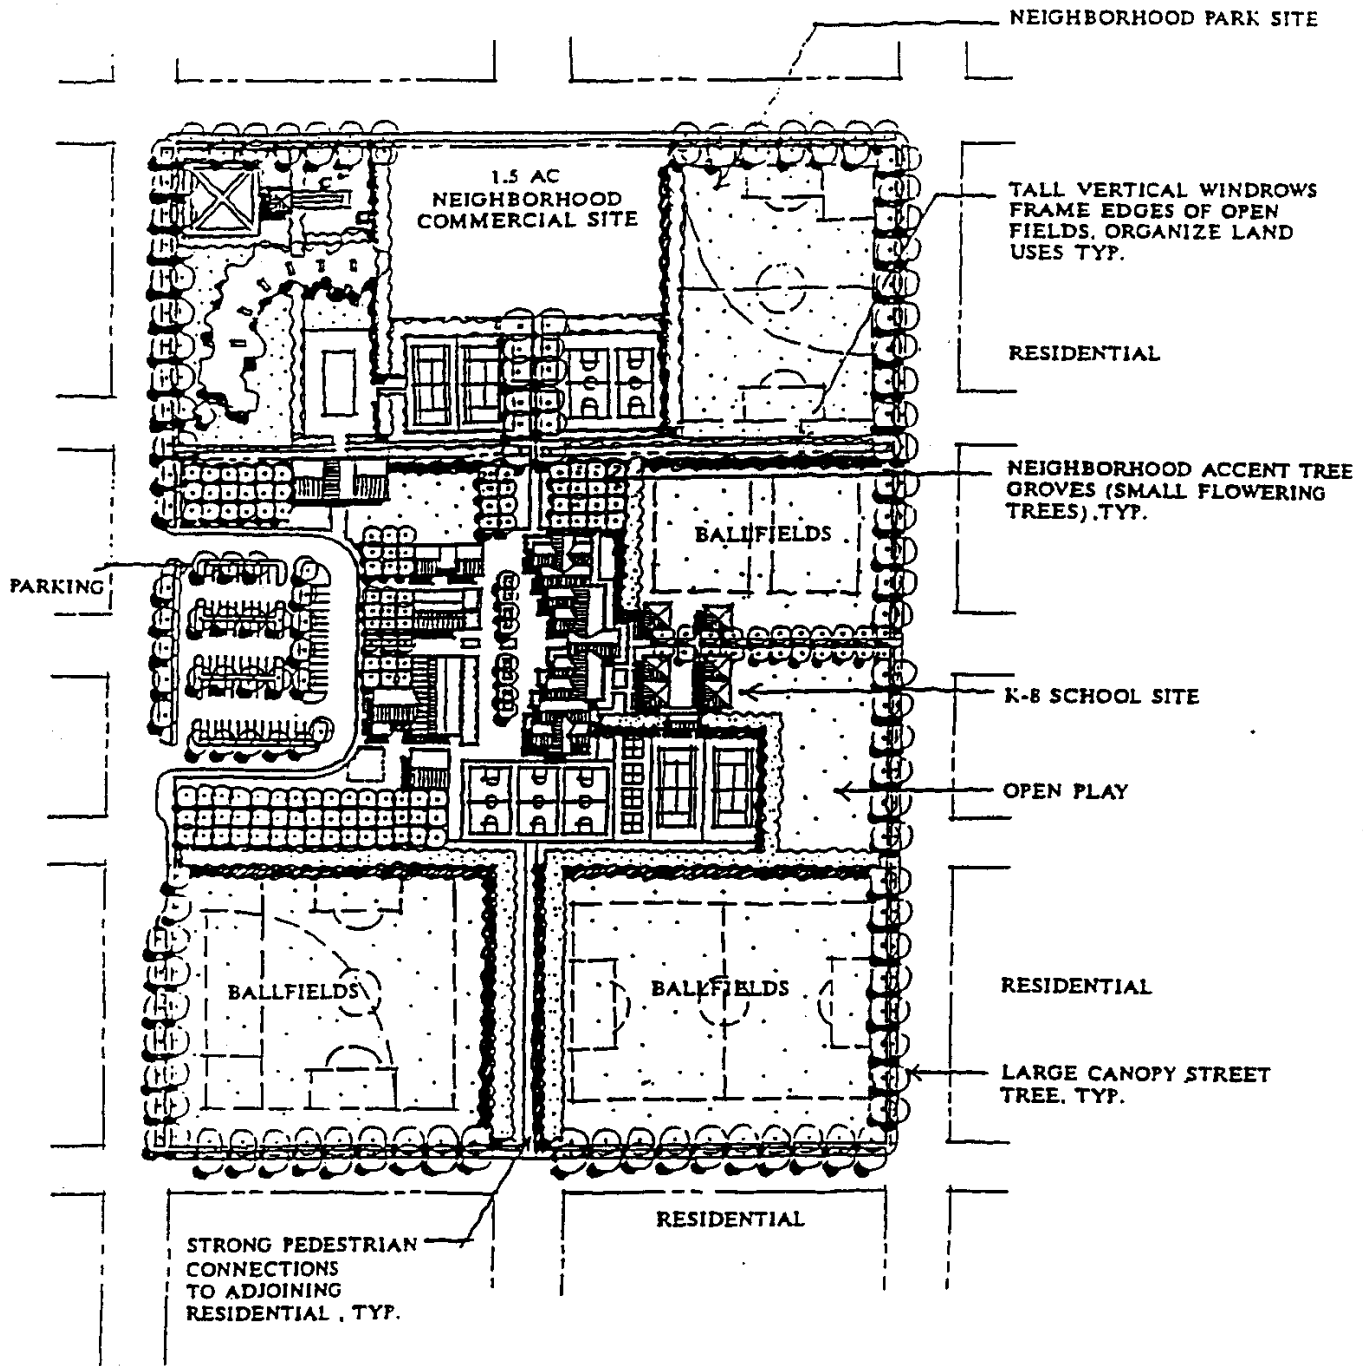 NEIGHBORHOOD PARK SITE
1.5 AC
NEIGHBORHOOD
COMMERCIAL SITE
TALL VERTICAL WINDROWS
FRAME EDGES OF OPEN
FIELDS, ORGANIZE LAND
USES TYP.
RESIDENTIAL
NEIGHBORHOOD ACCENT TREE
GROVES (SMALL FLOWERING
TREES),TYP.
BALLFIELDS
PARKING
K-8 SCHOOL SITE
OPEN PLAY
BALLFIELDS
BALLFIELDS
RESIDENTIAL
LARGE CANOPY STREET
TREE, TYP.
RESIDENTIAL
STRONG PEDESTRIAN
CONNECTIONS
TO ADJOINING
RESIDENTIAL , TYP.